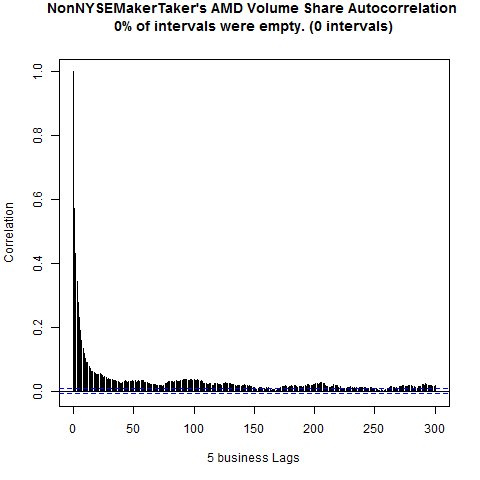 NonNYSEMakerTaker's AMD Volume Share Autocorrelation
0% of intervals were empty. (0 intervals)
Correlation
1.0
0.8
0.6
0.4
0.2
0.0
0 50 100 150 200 250 300
5 business Lags